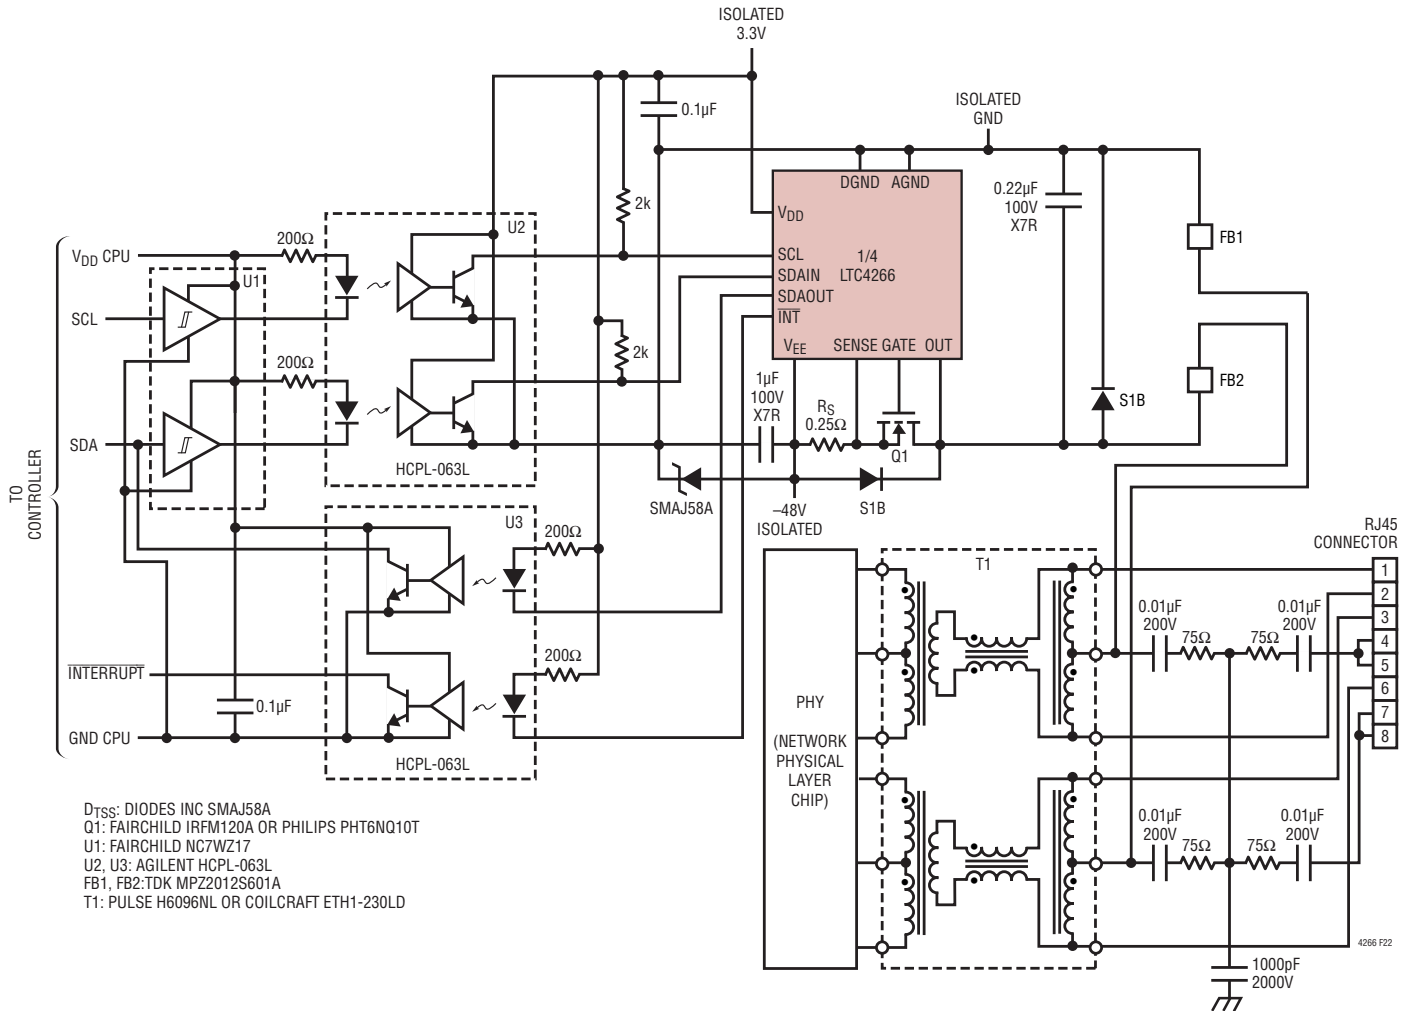 ISOLATED
3.3V
0.1µF
ISOLATED
GND
DGND AGND
0.22µF
100V
X7R
VDD
2k
FB1
200Ω
U2
VDD CPU
SCL
1/4
LTC4266
SDAIN
SDAOUT
INT
U1
SCL
VEE SENSE GATE OUT
2k
200Ω
1µF
100V
X7R
RS
0.25Ω
FB2
S1B
SDA
Q1
HCPL-063L
TO
CONTROLLER
SMAJ58A
–48V
ISOLATED
S1B
U3
200Ω
RJ45
CONNECTOR
T1
1
2
3
4
5
6
7
8
0.01µF
200V
75Ω
75Ω
0.01µF
200V
200Ω
INTERRUPT
0.1µF
PHY
(NETWORK
PHYSICAL
LAYER
CHIP)
GND CPU
HCPL-063L
0.01µF
200V
75Ω
75Ω
0.01µF
200V
DTSS: DIODES INC SMAJ58A
Q1: FAIRCHILD IRFM120A OR PHILIPS PHT6NQ10T
U1: FAIRCHILD NC7WZ17
U2, U3: AGILENT HCPL-063L
FB1, FB2:TDK MPZ2012S601A
T1: PULSE H6096NL OR COILCRAFT ETH1-230LD
4266 F22
1000pF
2000V